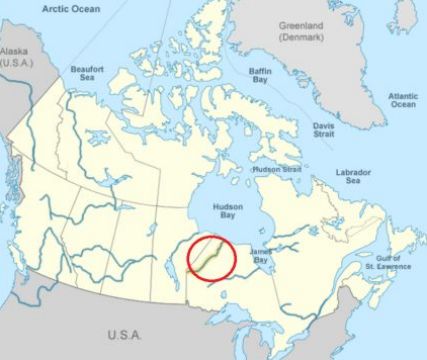 Arctic Ocean
Greenland
(Denmark)
Alaska
(U.S.A.)
Beaufort
Sea
Baffin
Bay
Atlantic
Ocean
Davis
Strait
Hudson Strait
Labrador
Sea
Hudson
Bay
James
Bay
Gulf of
St. Lawrence
U.S.A.